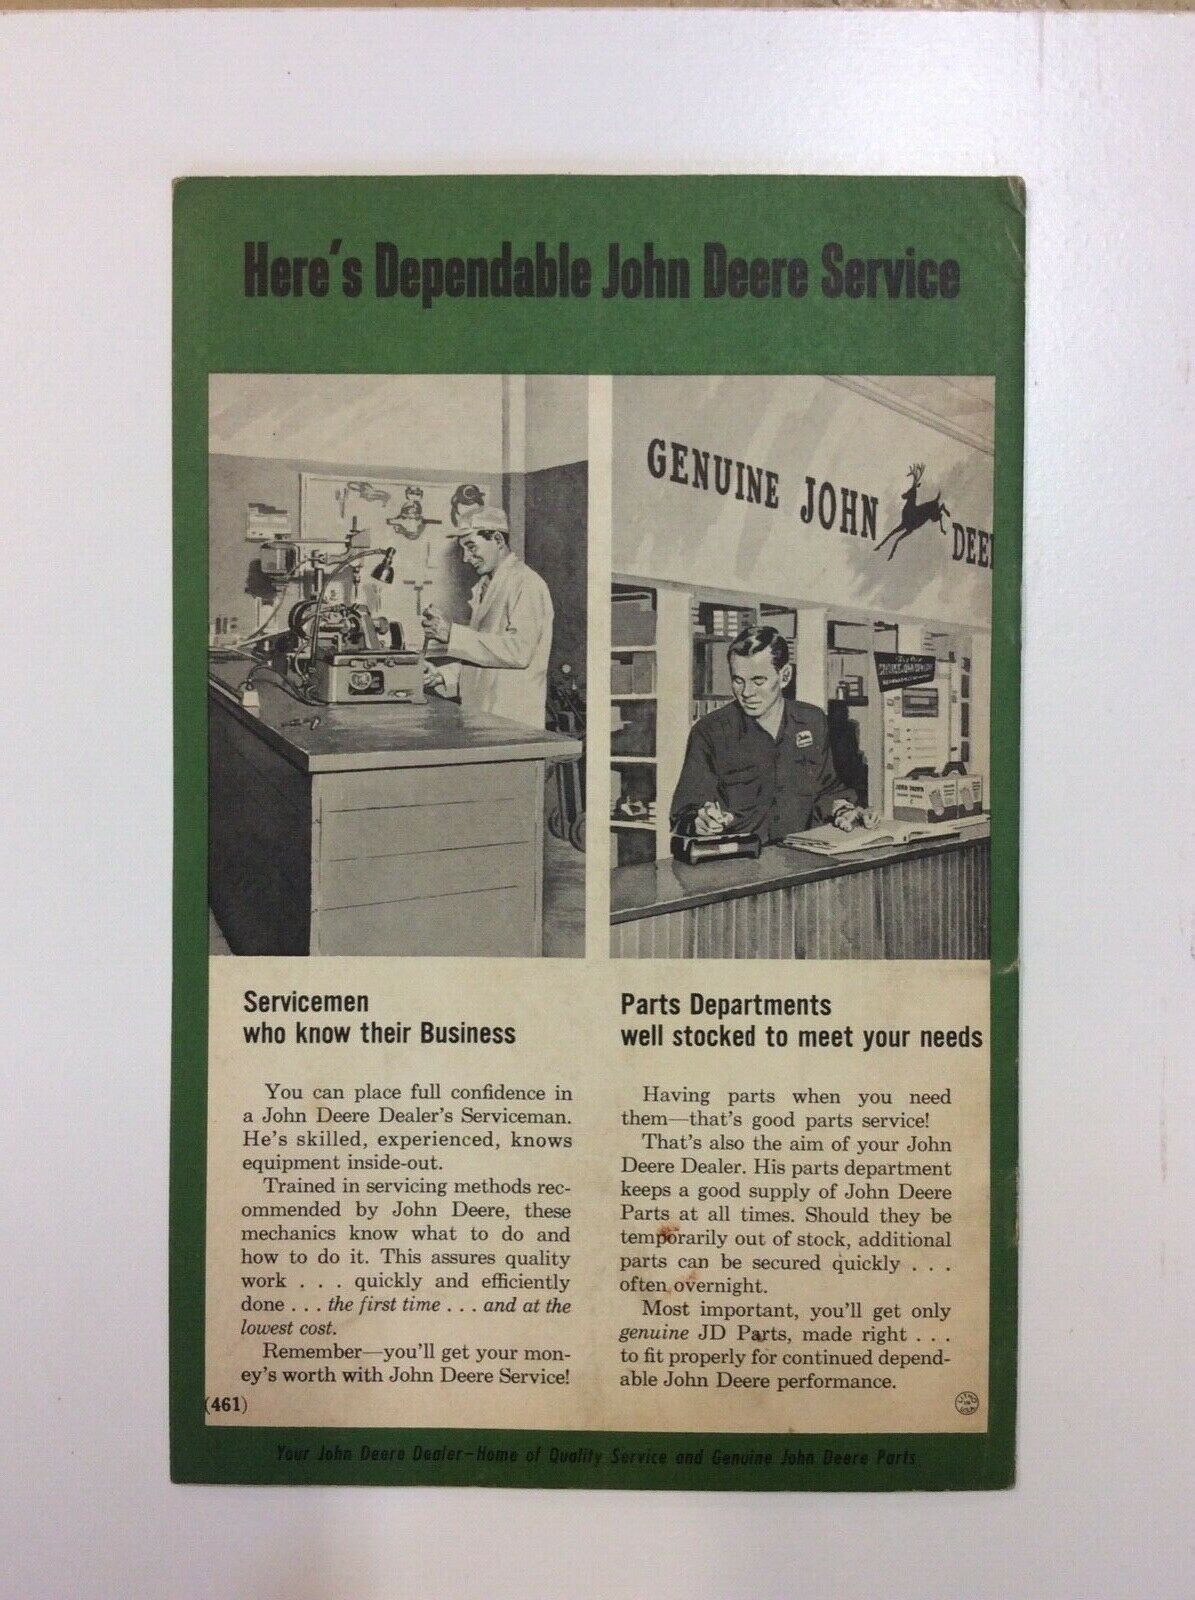 Here's Dependable John Deere Service
GENUINE JOHN DEER
JOHN DEERE
Servicemen
who know their Business
You can place full confidence in
a John Deere Dealer's Serviceman.
He's skilled, experienced, knows
equipment inside-out.
Trained in servicing methods rec-
ommended by John Deere, these
mechanics know what to do and
how to do it. This assures quality
work . . . quickly and efficiently
done . . . the first time . . . and at the
lowest cost.
Remember—you'll get your mon-
ey's worth with John Deere Service!
(461)
Parts Departments
well stocked to meet your needs
Having parts when you need
them—that's good parts service!
That's also the aim of your John
Deere Dealer. His parts department
keeps a good supply of John Deere
Parts at all times. Should they be
temporarily out of stock, additional
parts can be secured quickly . . .
often overnight.
Most important, you'll get only
genuine JD Parts, made right . . .
to fit properly for continued depend-
able John Deere performance.
LITHO
IN
U.S.A.
Your John Deere Dealer—Home of Quality Service and Genuine John Deere Parts